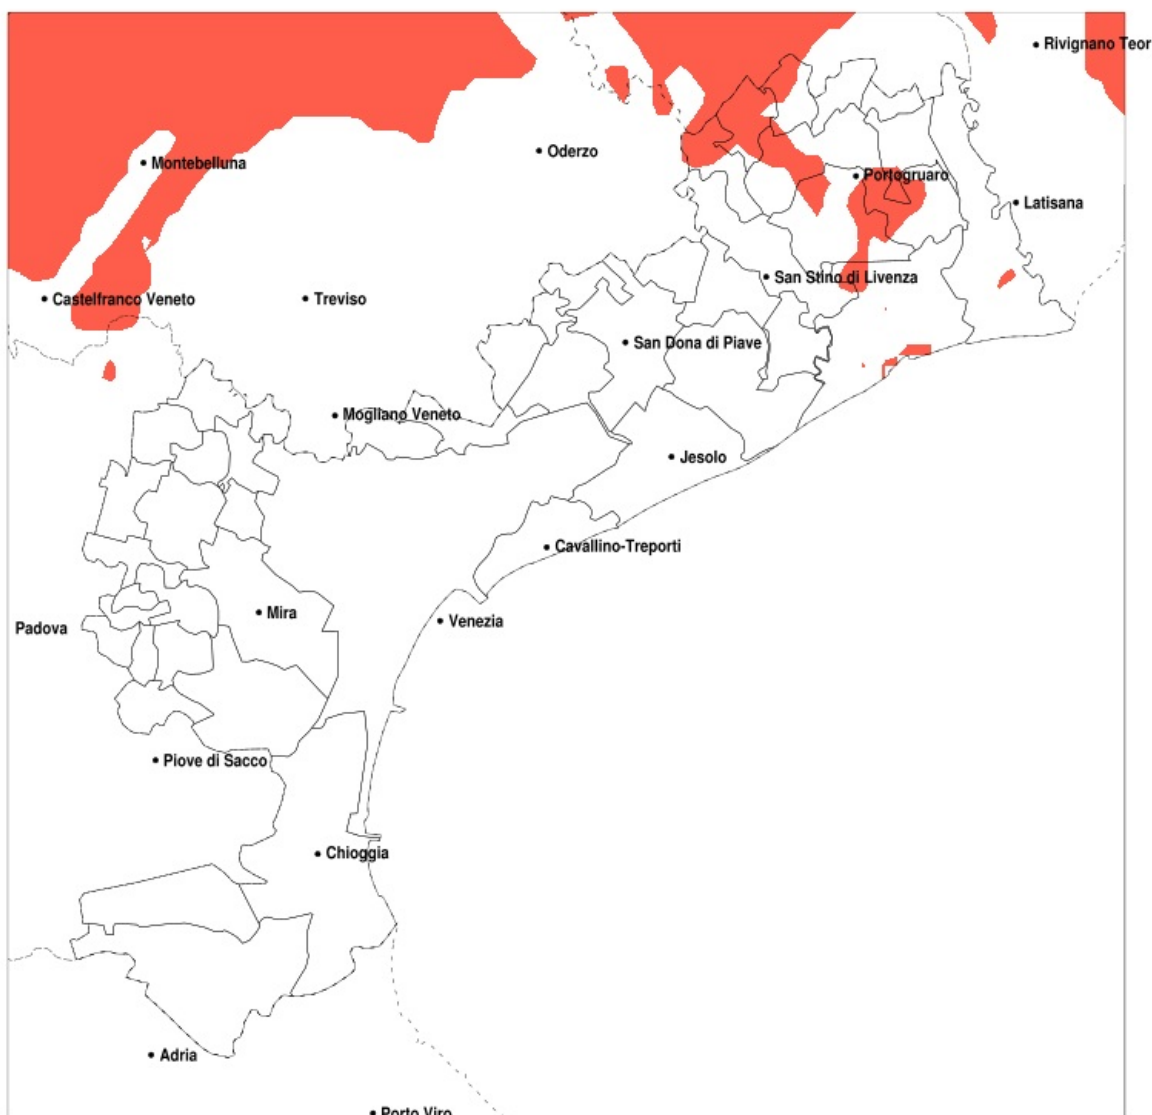 Rivignano Teor
Oderzo
Montebelluna
Portogruaro
Latisana
San Stino di Livenza
Castelfranco Veneto
Treviso
San Dona di Piave
Mogliano Veneto
Jesolo
Cavallino-Treporti
Mira
Venezia
Padova
Piove di Sacco
Chioggia
Adria
Porto Viro